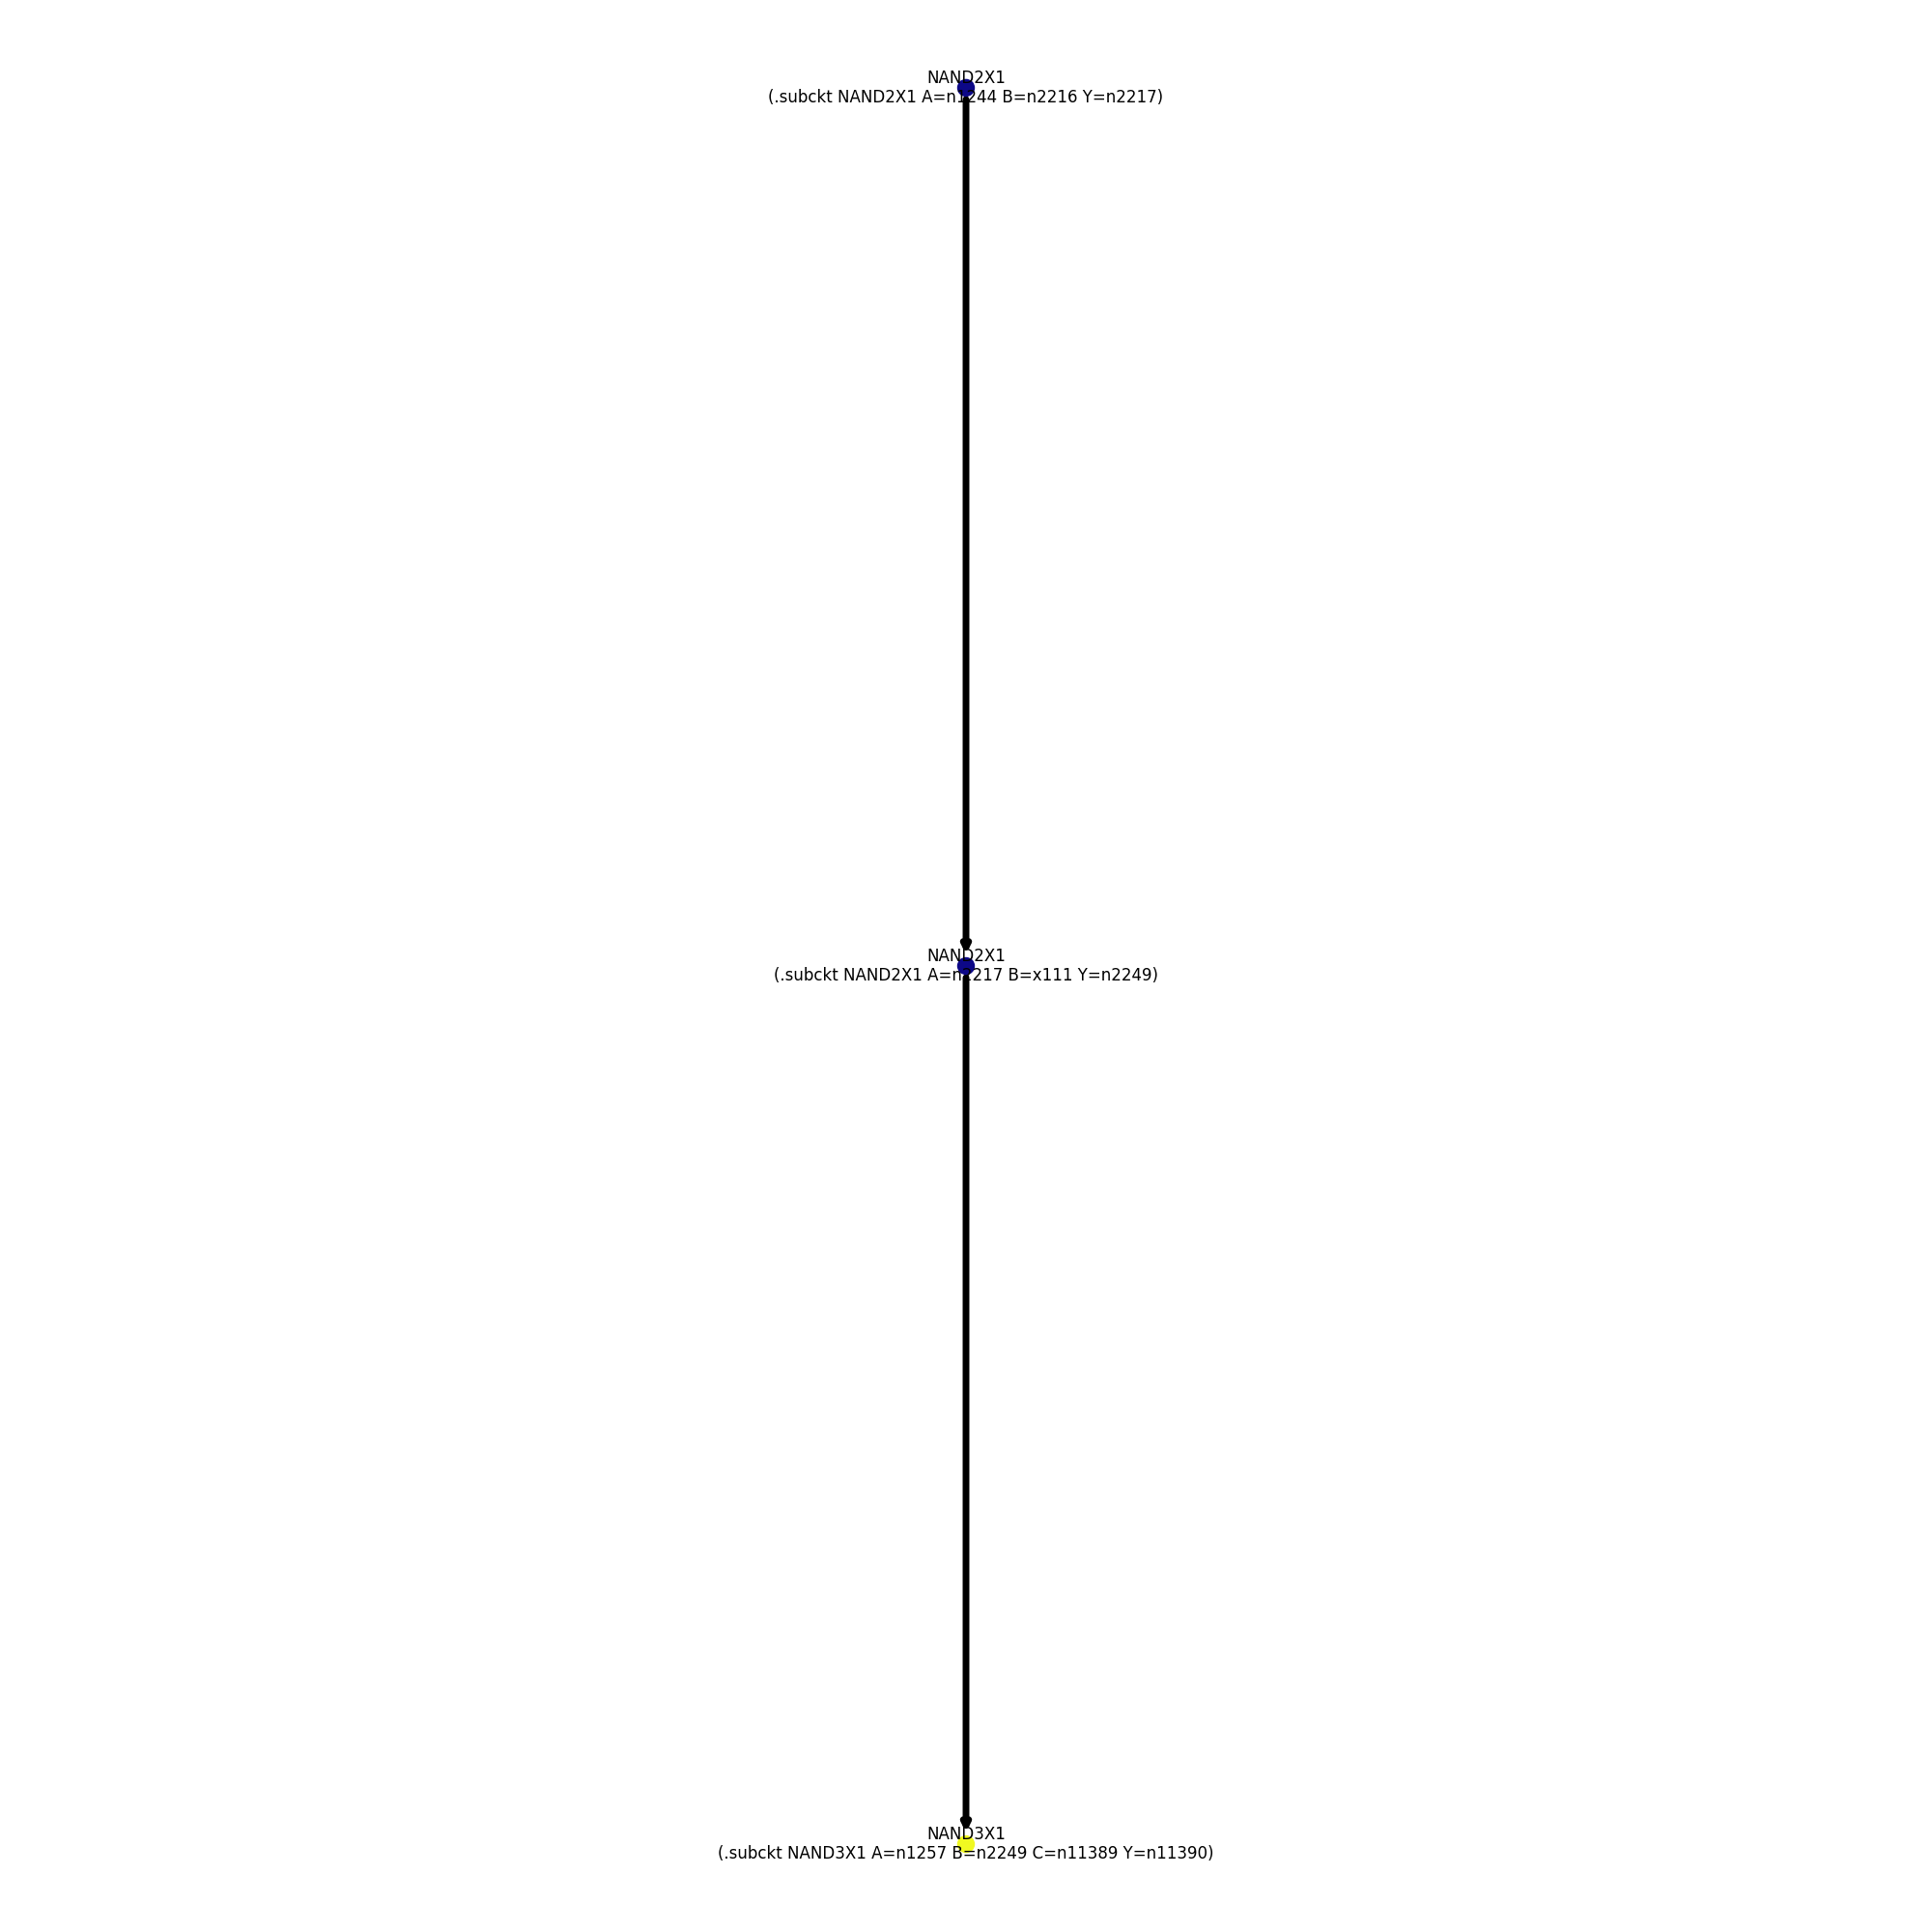 NAND2X1
(.subckt NAND2X1 A=n1244 B=n2216 Y=n2217)
NAND2X1
(.subckt NAND2X1 A=n2217 B=x111 Y=n2249)
NAND3X1
(.subckt NAND3X1 A=n1257 B=n2249 C=n11389 Y=n11390)